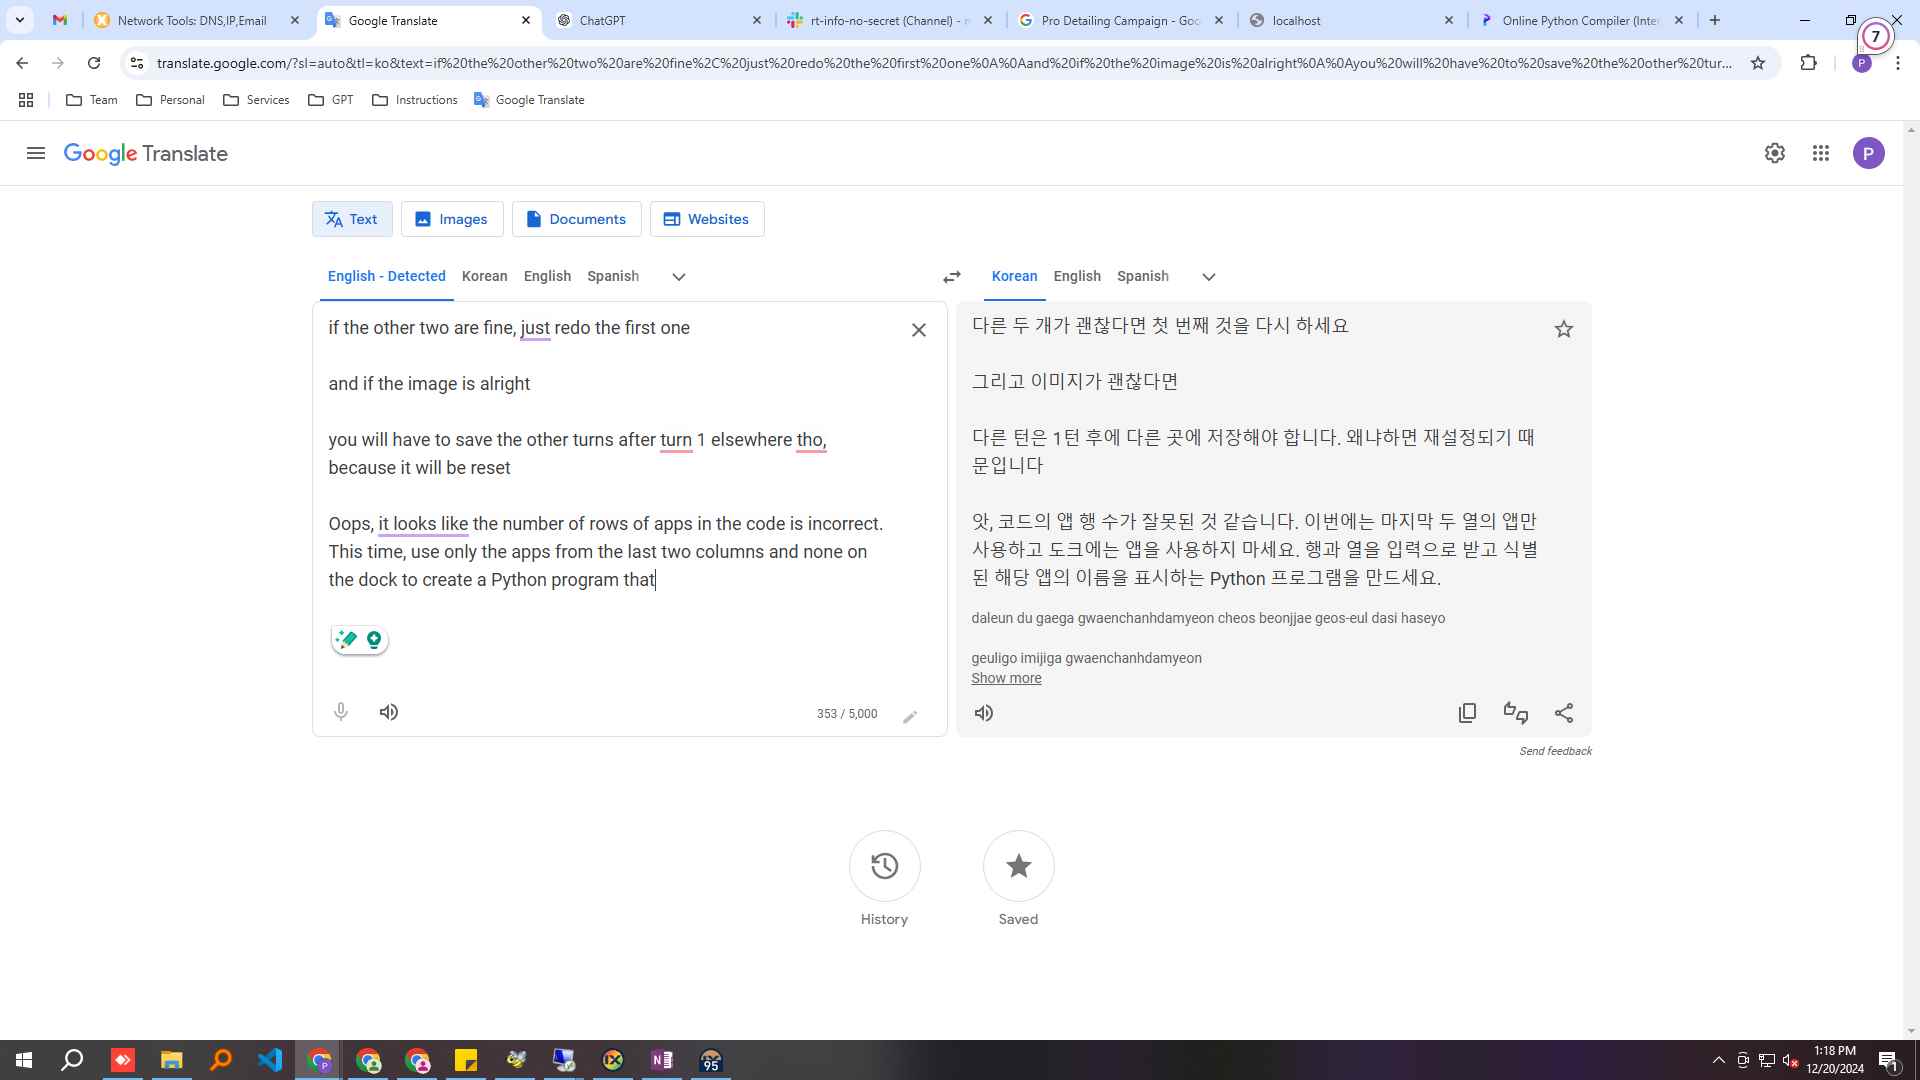 Network Tools: DNS,IP,Email
Google Translate
ChatGPT
rt-info-no-secret (Channel) -
Pro Detailing Campaign - Goo
localhost
Online Python Compiler (Inter
7
translate.google.com/?sl=auto&tl=ko&text=if%20the%20other%20two%20are%20fine%2C%20just%20redo%20the%20first%20one%0A%0Aand%20if%20the%20image%20is%20alright%0A%0Ayou%20will%20have%20to%20save%20the%20other%20tur...
P
Team
Personal
Services
GPT
Instructions
Google Translate
Google Translate
P
Text
Images
Documents
Websites
English - Detected Korean English Spanish
Korean English Spanish
if the other two are fine, just redo the first one
and if the image is alright
you will have to save the other turns after turn 1 elsewhere tho,
because it will be reset
Oops, it looks like the number of rows of apps in the code is incorrect.
This time, use only the apps from the last two columns and none on
the dock to create a Python program that
353 / 5,000
다른 두 개가 괜찮다면 첫 번째 것을 다시 하세요
그리고 이미지가 괜찮다면
다른 턴은 1턴 후에 다른 곳에 저장해야 합니다. 왜냐하면 재설정되기 때
문입니다
앗, 코드의 앱 행 수가 잘못된 것 같습니다. 이번에는 마지막 두 열의 앱만
사용하고 도크에는 앱을 사용하지 마세요. 행과 열을 입력으로 받고 식별
된 해당 앱의 이름을 표시하는 Python 프로그램을 만드세요.
daleun du gaega gwaenchanhdamyeon cheos beonjjae geos-eul dasi haseyo
geuligo imijiga gwaenchanhdamyeon
Show more
Send feedback
History
Saved
P
95
1:18 PM
12/20/2024
1